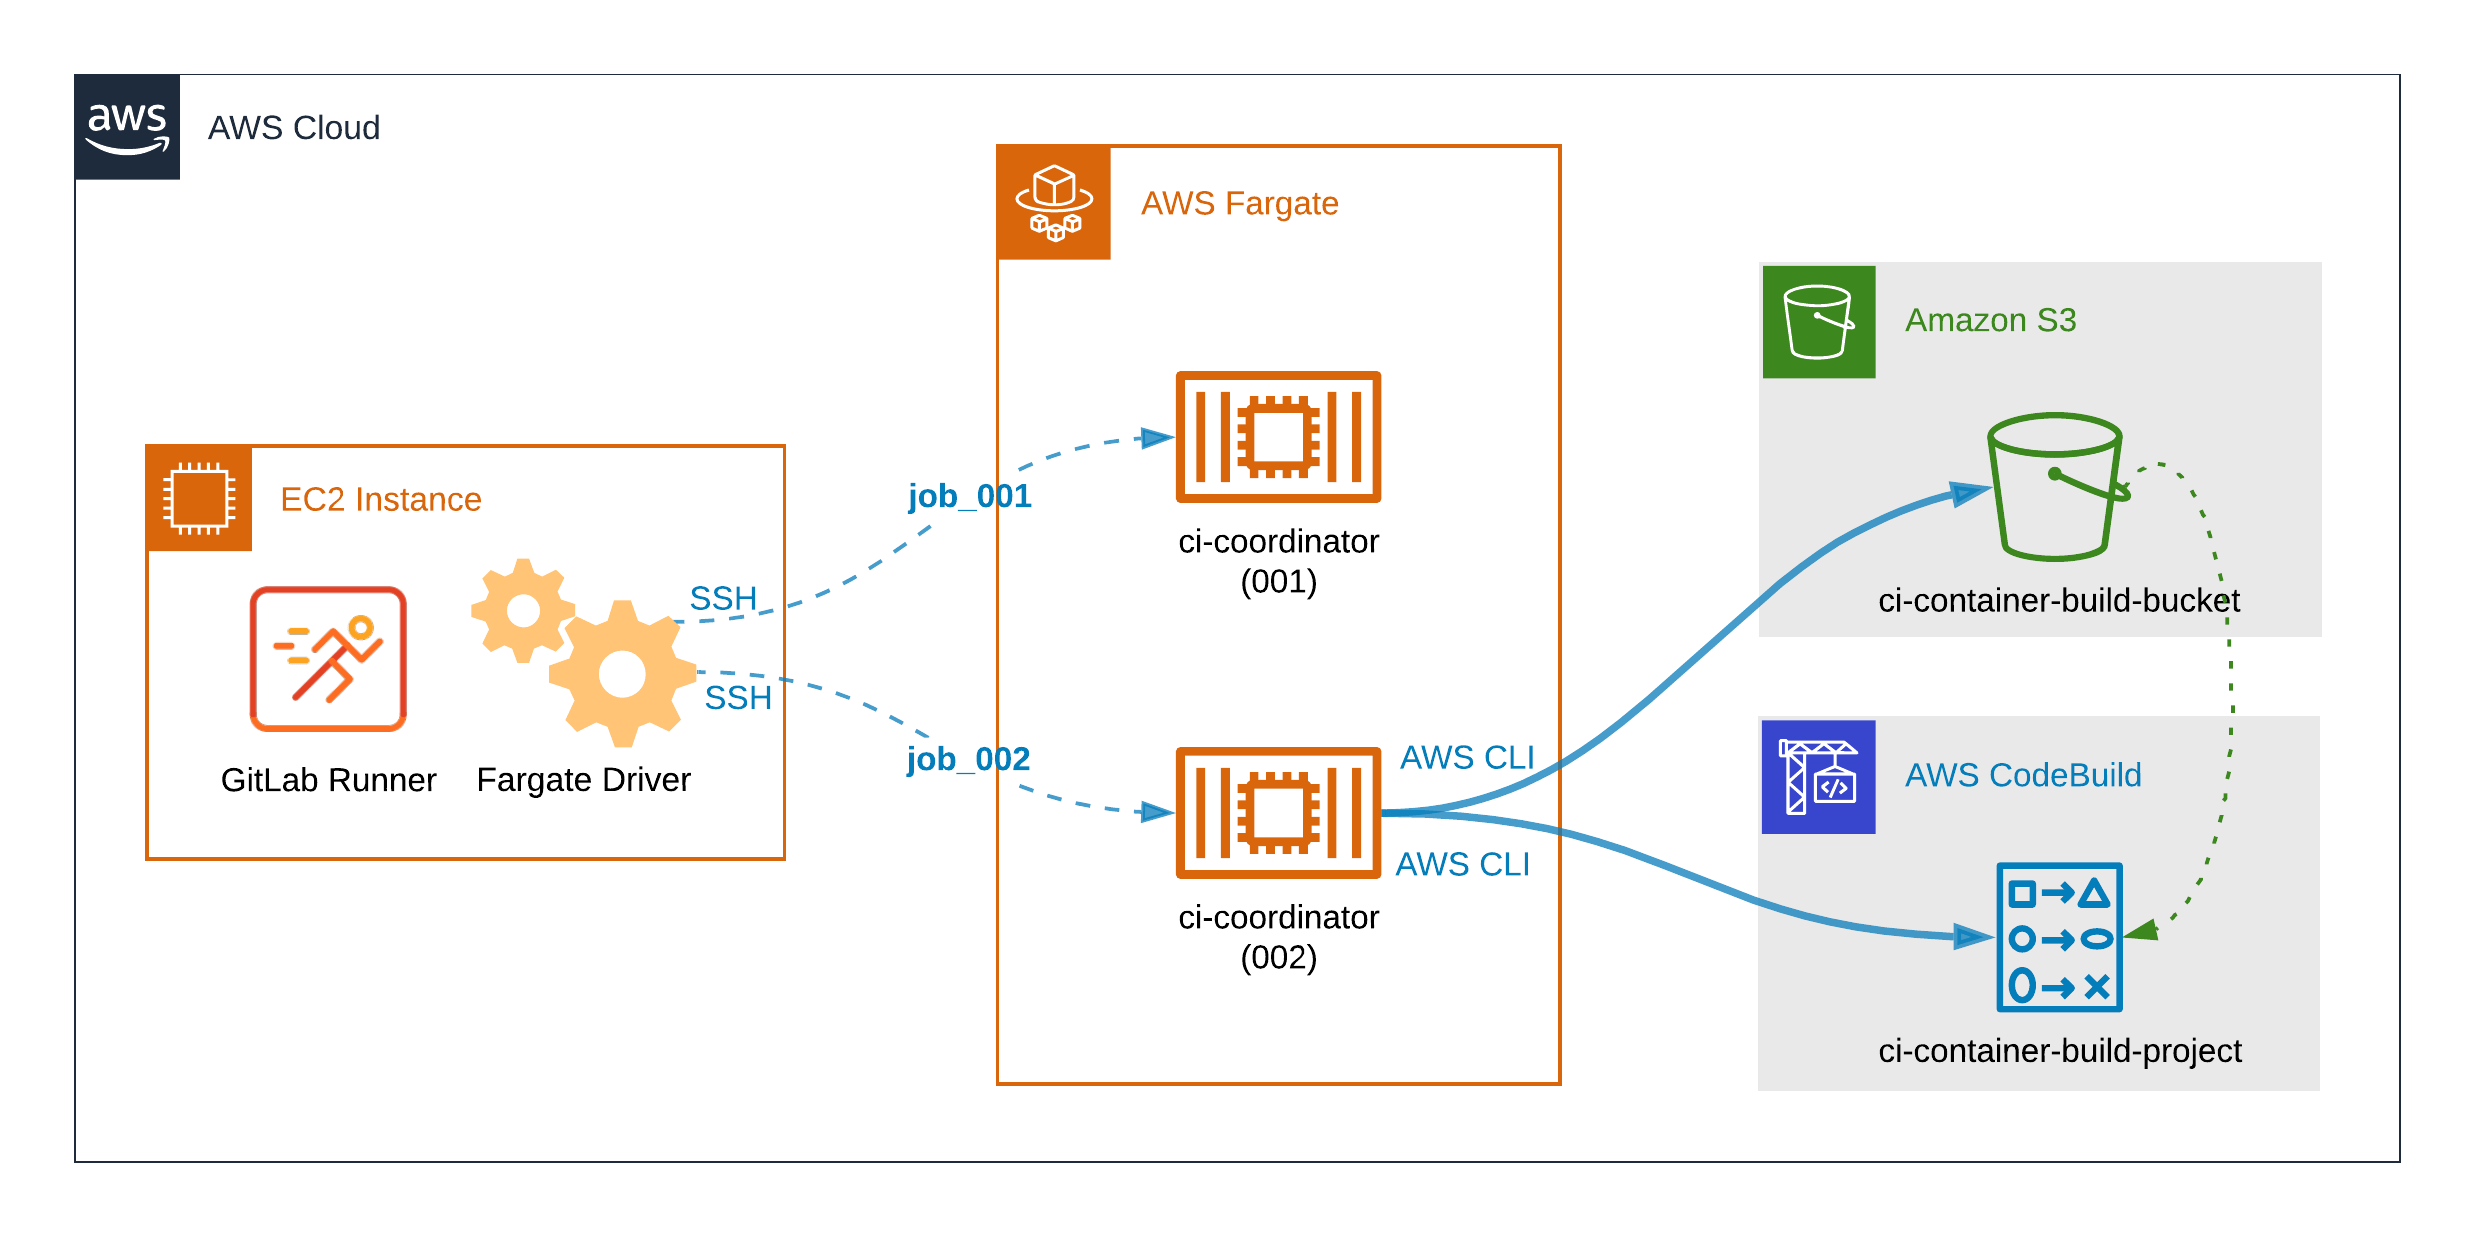 aws
AWS Cloud
AWS Fargate
Amazon S3
EC2 Instance
job_001
ci-coordinator
(001)
SSH
ci-container-build-bucket
SSH
job_002
AWS CLI
AWS CodeBuild
GitLab Runner
Fargate Driver
AWS CLI
ci-coordinator
(002)
ci-container-build-project